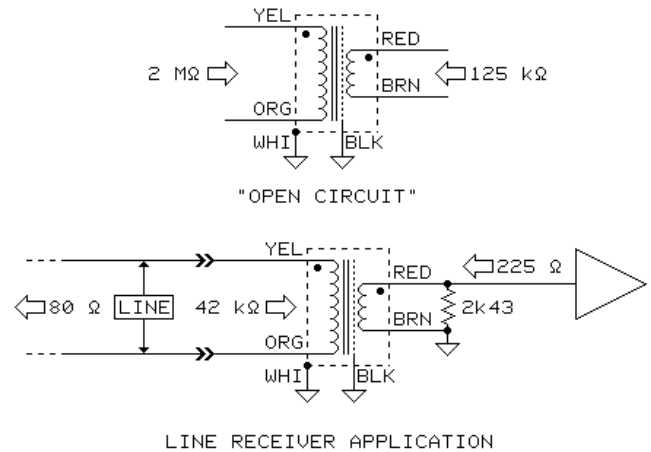 YEL
RED
2 MΩ
125 kΩ
BRN
ORG
WHI
BLK
"OPEN CIRCUIT"
YEL
RED
225 Ω
80 Ω
LINE
42 kΩ
2k43
BRN
ORG
WHI
BLK
LINE RECEIVER APPLICATION